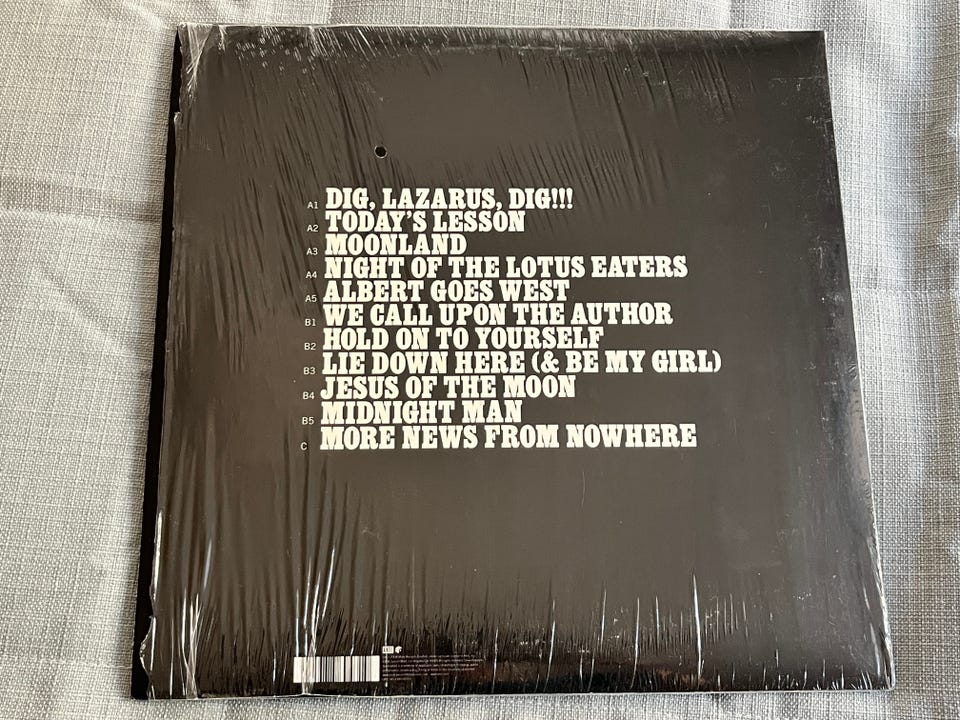 A1 DIG, LAZARUS, DIG!!!
A2 TODAY'S LESSON
A3 MOONLAND
A4 NIGHT OF THE LOTUS EATERS
A5 ALBERT GOES WEST
B1 WE CALL UPON THE AUTHOR
B2 HOLD ON TO YOURSELF
B3 LIE DOWN HERE (& BE MY GIRL)
B4 JESUS OF THE MOON
B5 MIDNIGHT MAN
C MORE NEWS FROM NOWHERE